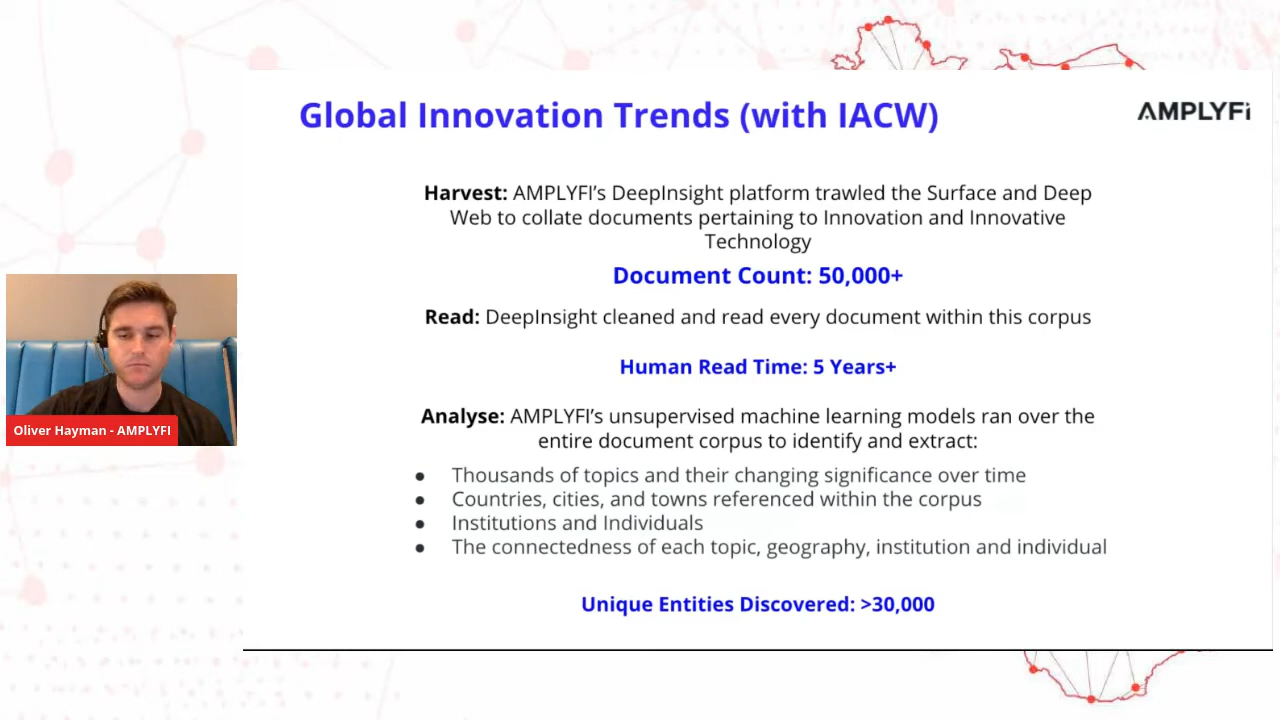 Global Innovation Trends (with IACW)
AMPLYFi
Harvest: AMPLYFI’s DeepInsight platform trawled the Surface and Deep
Web to collate documents pertaining to Innovation and Innovative
Technology
Document Count: 50,000+
Read: DeepInsight cleaned and read every document within this corpus
Human Read Time: 5 Years+
Analyse: AMPLYFI’s unsupervised machine learning models ran over the
entire document corpus to identify and extract:
● Thousands of topics and their changing significance over time
● Countries, cities, and towns referenced within the corpus
● Institutions and Individuals
● The connectedness of each topic, geography, institution and individual
Unique Entities Discovered: >30,000
Oliver Hayman - AMPLYFI